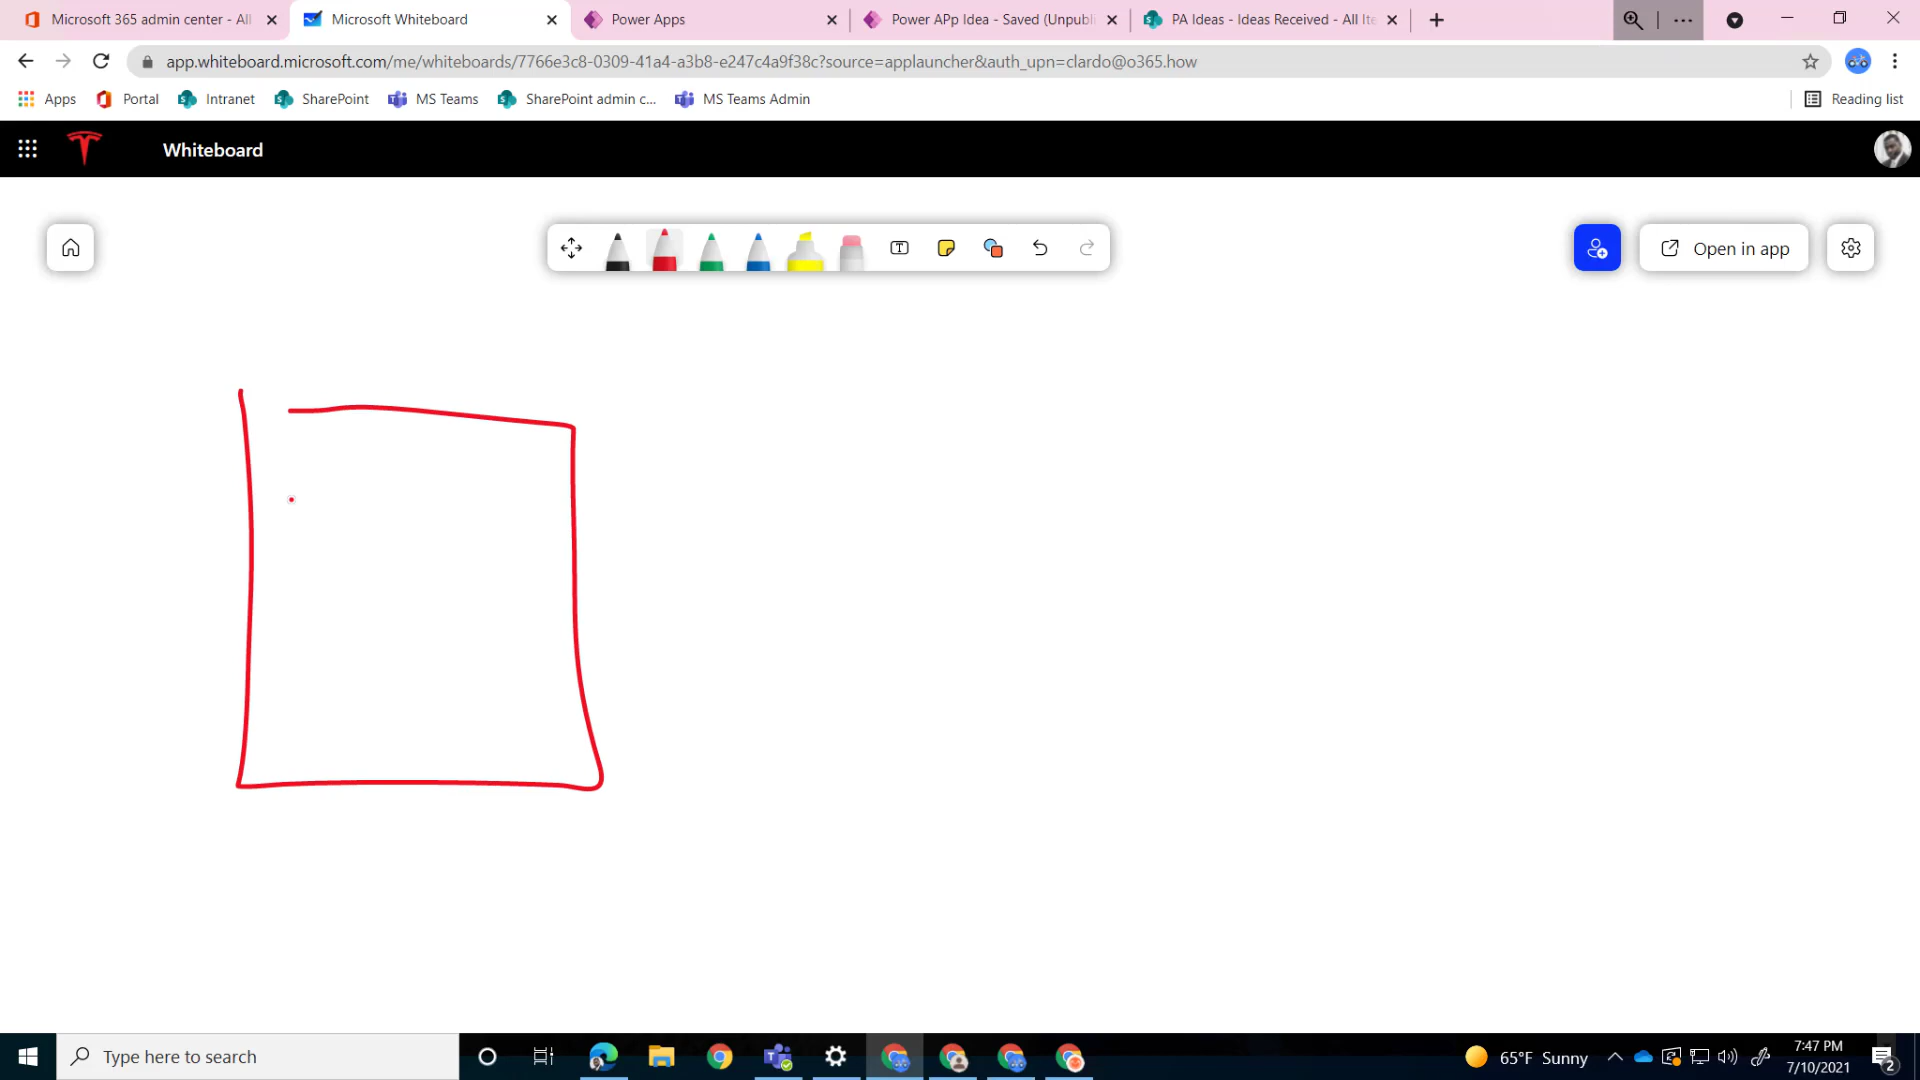 Microsoft 365 admin center - All
Microsoft Whiteboard
Power Apps
Power APp Idea - Saved (Unpubli
PA Ideas - Ideas Received - All Ite
app.whiteboard.microsoft.com/me/whiteboards/7766e3c8-0309-41a4-a3b8-e247c4a9f38c?source=applauncher&auth_upn=clardo@o365.how
Apps
Portal
Intranet
SharePoint
MS Teams
SharePoint admin c...
MS Teams Admin
Reading list
Whiteboard
Open in app
Type here to search
65°F Sunny
7:47 PM
7/10/2021
2